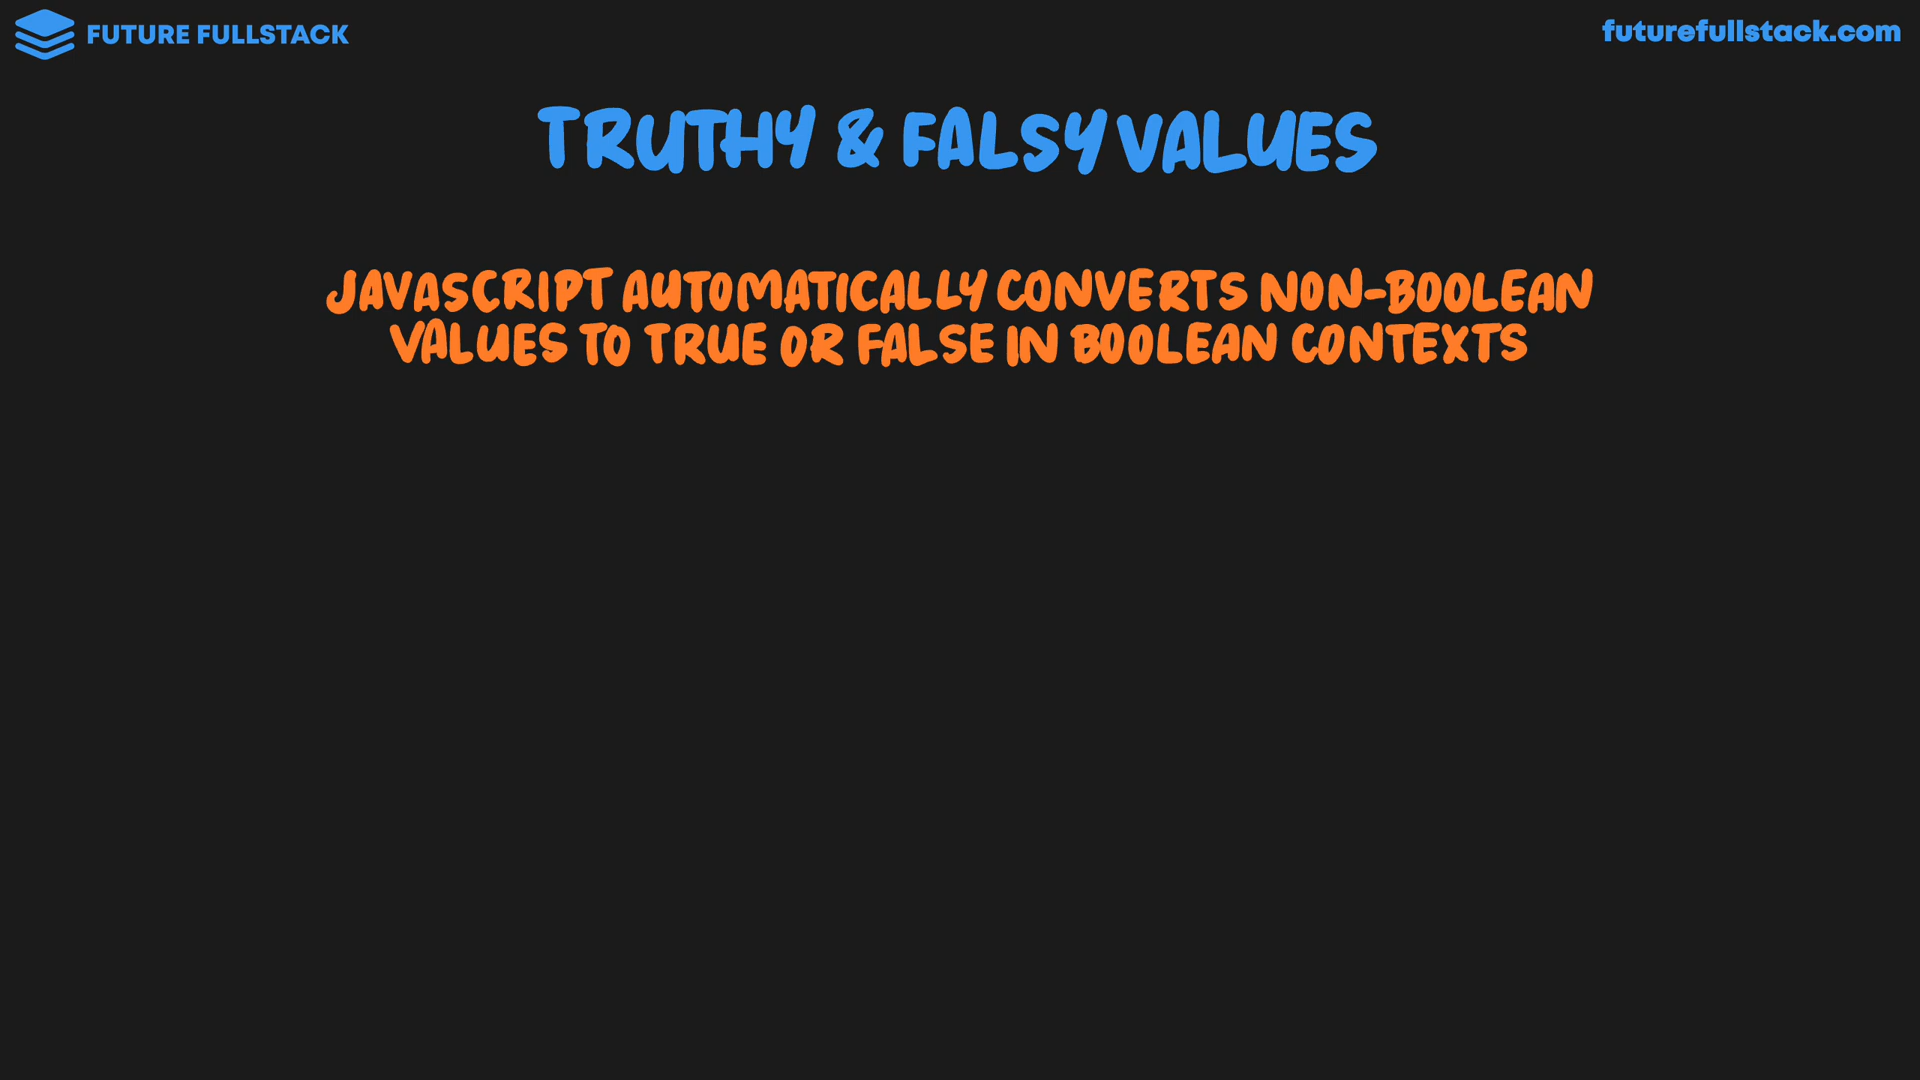 FUTURE FULLSTACK
futurefullstack.com
TRUTHY & FALSY VALUES
JAVASCRIPT AUTOMATICALLY CONVERTS NON-BOOLEAN
VALUES TO TRUE OR FALSE IN BOOLEAN CONTEXTS